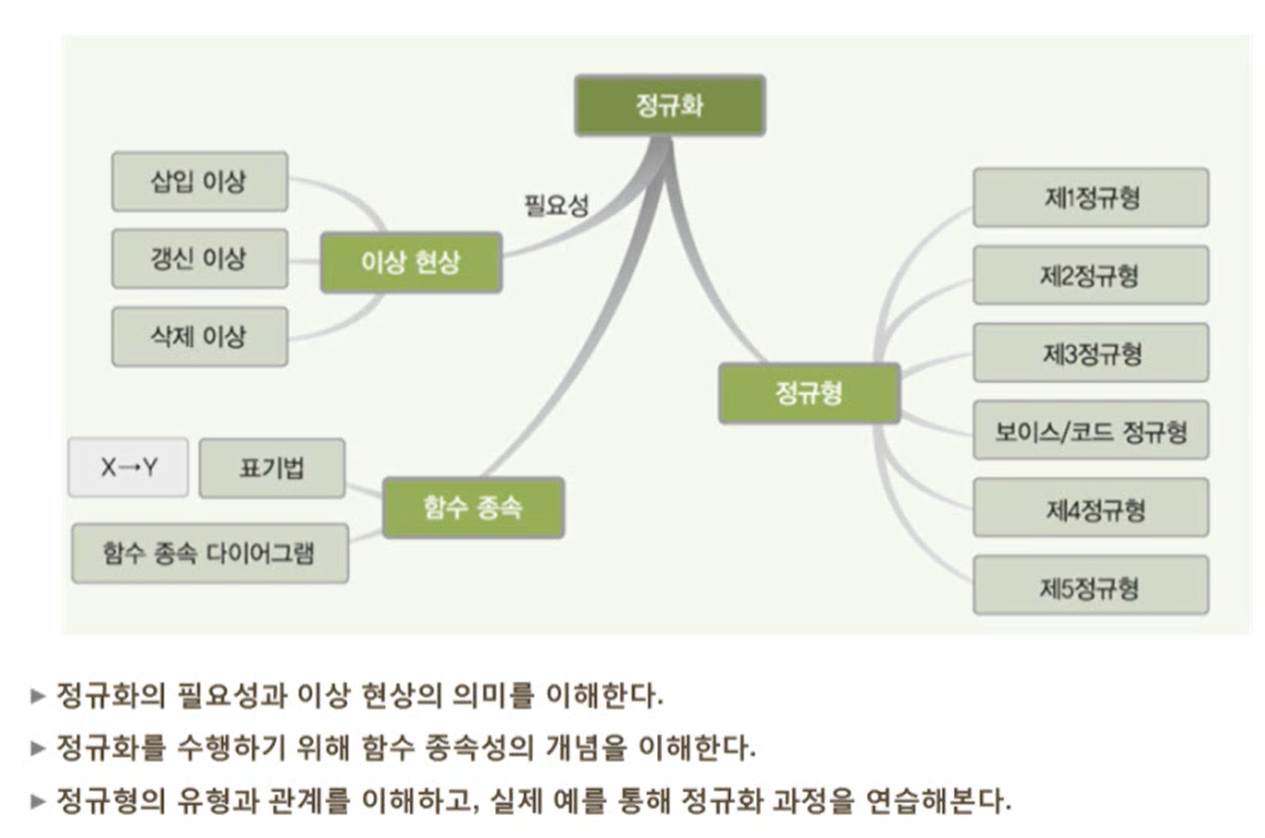 정규화
필요성
삽입 이상
갱신 이상
삭제 이상
이상 현상
X→Y
표기법
함수 종속 다이어그램
함수 종속
정규형
제1정규형
제2정규형
제3정규형
보이스/코드 정규형
제4정규형
제5정규형
▶ 정규화의 필요성과 이상 현상의 의미를 이해한다.
▶ 정규화를 수행하기 위해 함수 종속성의 개념을 이해한다.
▶ 정규형의 유형과 관계를 이해하고, 실제 예를 통해 정규화 과정을 연습해본다.